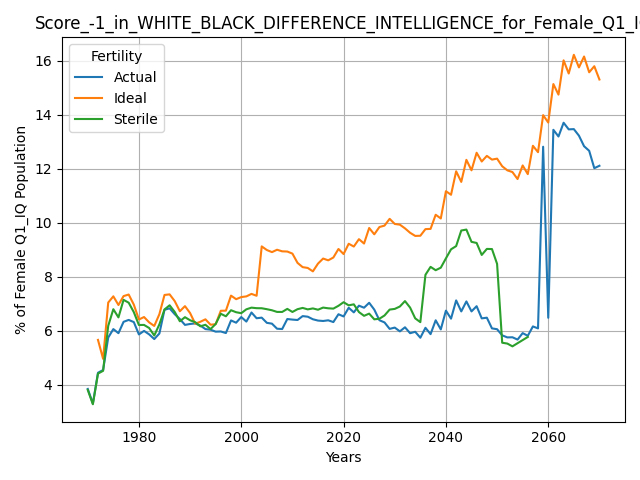 Score_-1_in_WHITE_BLACK_DIFFERENCE_INTELLIGENCE_for_Female_Q1_I
Fertility
Actual
Ideal
Sterile
% of Female Q1_IQ Population
16
14
12
10
8
6
4
1980
2000
2020
2040
2060
Years